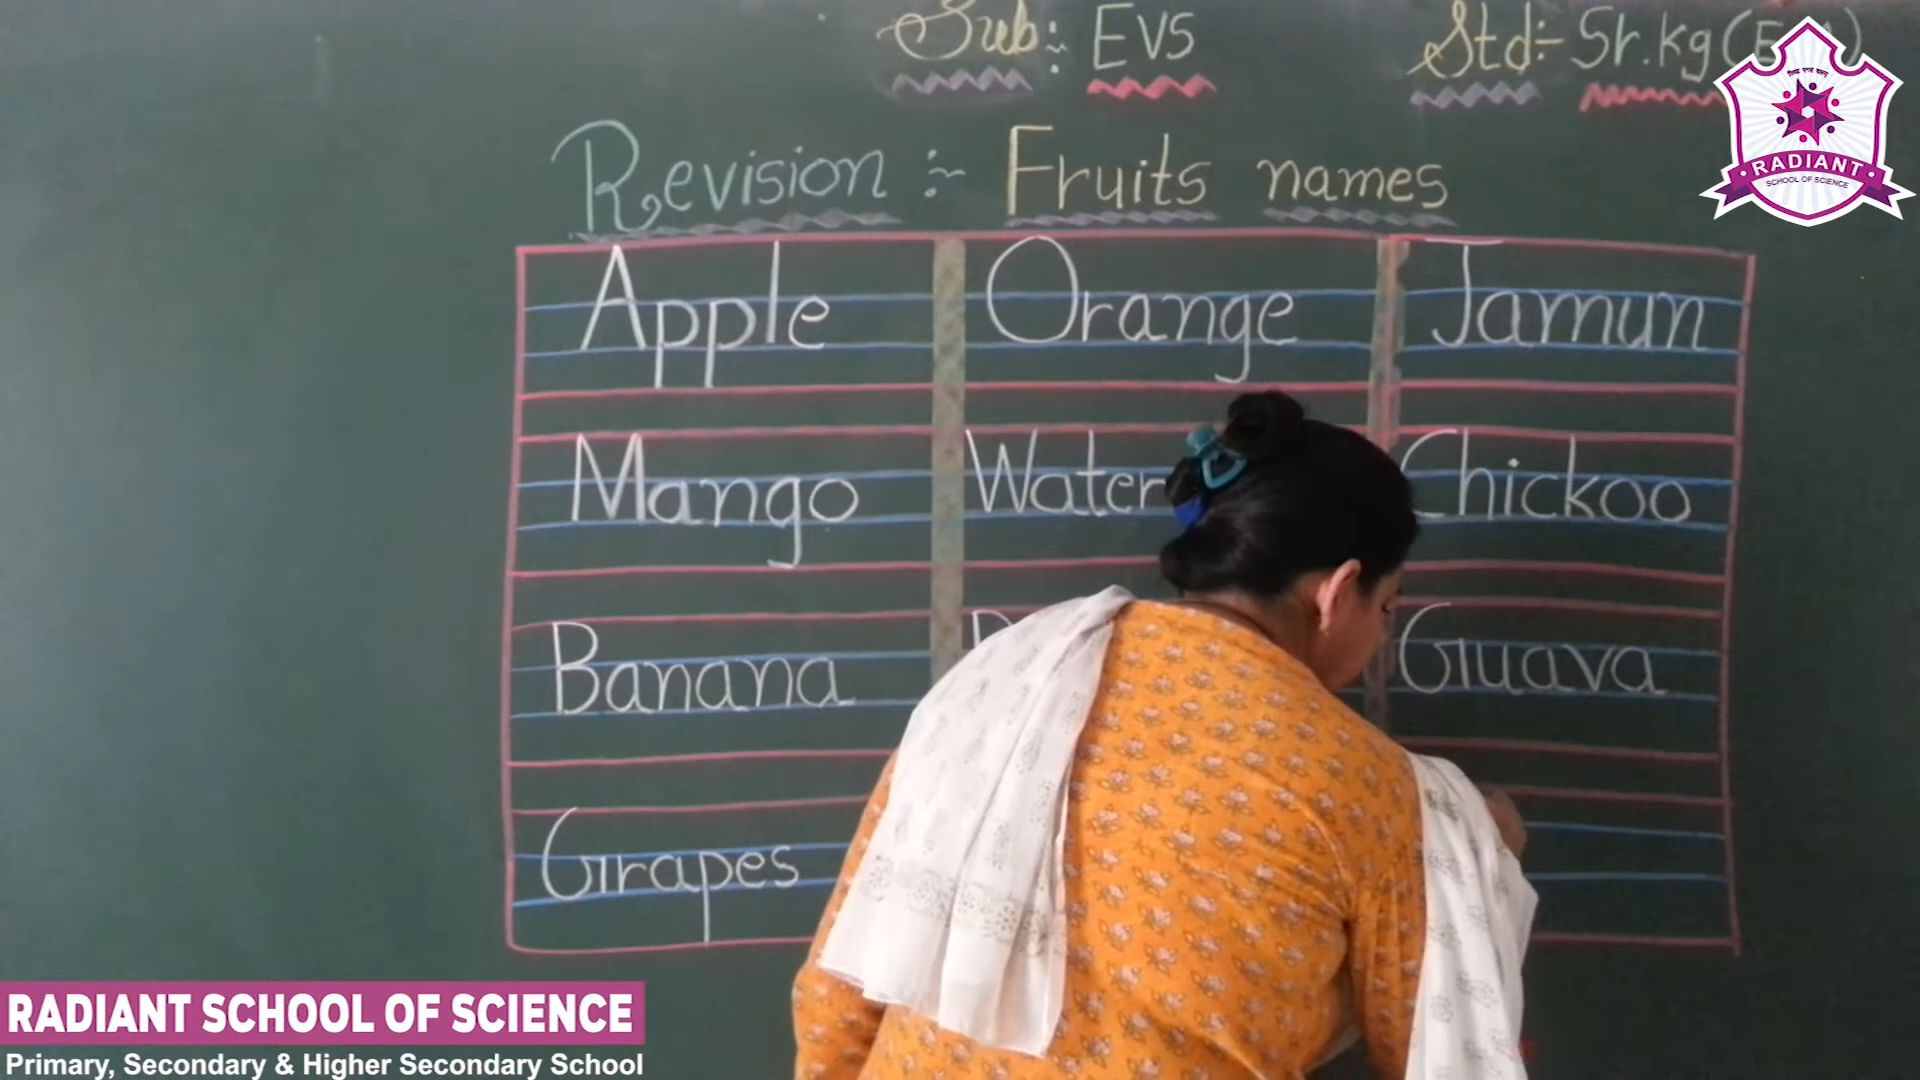 Sub:- EVS
Std:- Sr.kg
Revision :- Fruits names
Apple Orange Jamun
Mango Water Chickoo
Banana Guava
Grapes
RADIANT
SCHOOL OF SCIENCE
RADIANT SCHOOL OF SCIENCE
Primary, Secondary & Higher Secondary School